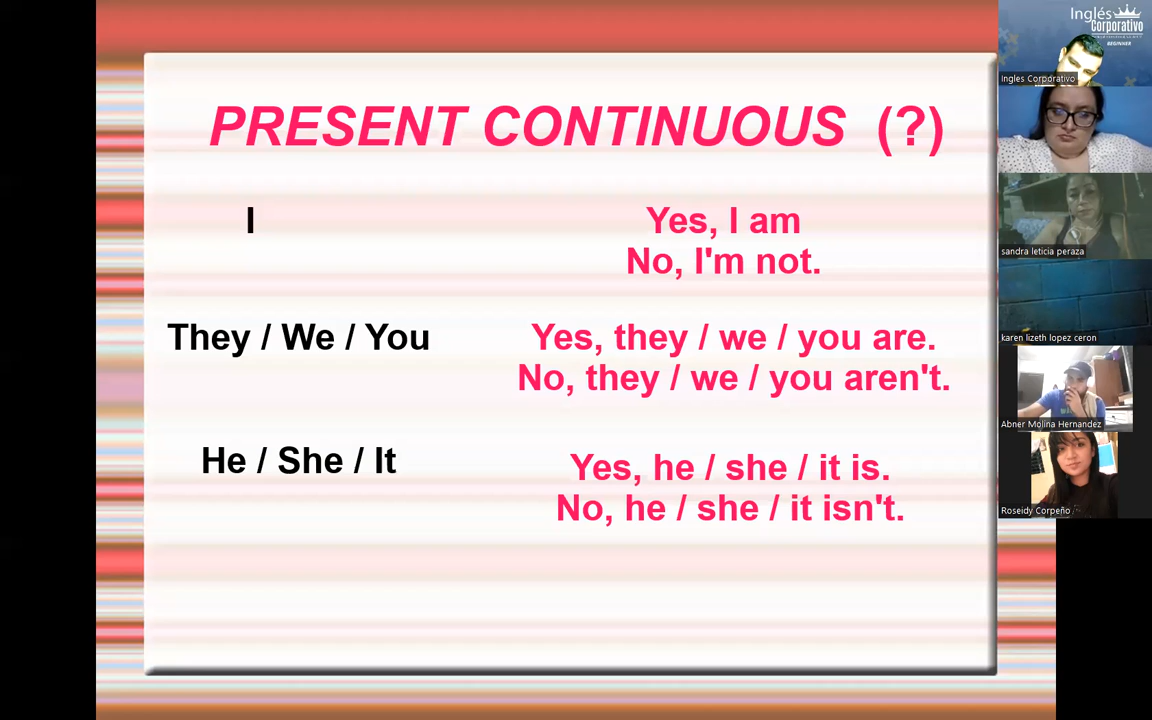 PRESENT CONTINUOUS (?)
I
Yes, I am
No, I'm not.
They / We / You
Yes, they / we / you are.
No, they / we / you aren't.
He / She / It
Yes, he / she / it is.
No, he / she / it isn't.
Inglés
Corporativo
BEGINNER
Ingles Corporativo
sandra leticia peraza
karen lizeth lopez ceron
Abner Molina Hernandez
Roseidy Corpeño